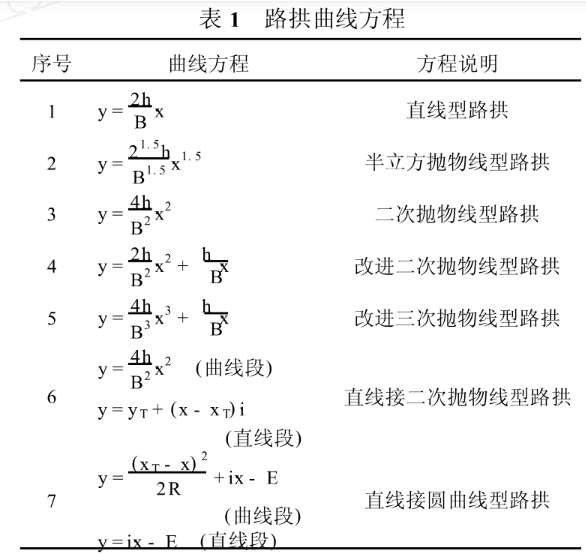 表 1 路拱曲线方程
序号 曲线方程 方程说明
1 y = \frac{2h}{B} x 直线型路拱
2 y = \frac{2^{1.5}h}{B^{1.5}} x^{1.5} 半立方抛物线型路拱
3 y = \frac{4h}{B^2} x^2 二次抛物线型路拱
4 y = \frac{2h}{B^2} x^2 + \frac{h}{B} x 改进二次抛物线型路拱
5 y = \frac{4h}{B^3} x^3 + \frac{h}{B} x 改进三次抛物线型路拱
y = \frac{4h}{B^2} x^2 (曲线段)
6 y = y_T + (x - x_T) i 直线接二次抛物线型路拱
(直线段)
y = \frac{(x_T - x)^2}{2R} + ix - E
7 (曲线段) 直线接圆曲线型路拱
y = ix - E (直线段)